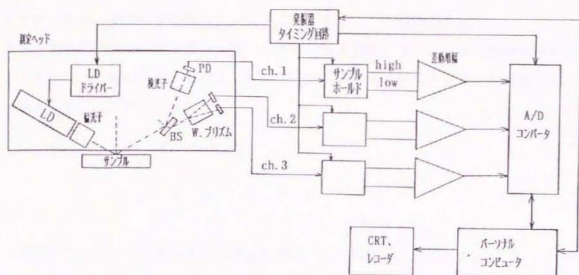 発振器
タイミング回路
測定ヘッド
LD
ドライバー
LD
偏光子
サンプル
検光子
PD
BS
W.プリズム
ch.1
ch.2
ch.3
サンプル
ホールド
high
low
差動増幅
A/D
コンバータ
CRT、
レコーダ
パーソナル
コンピュータ